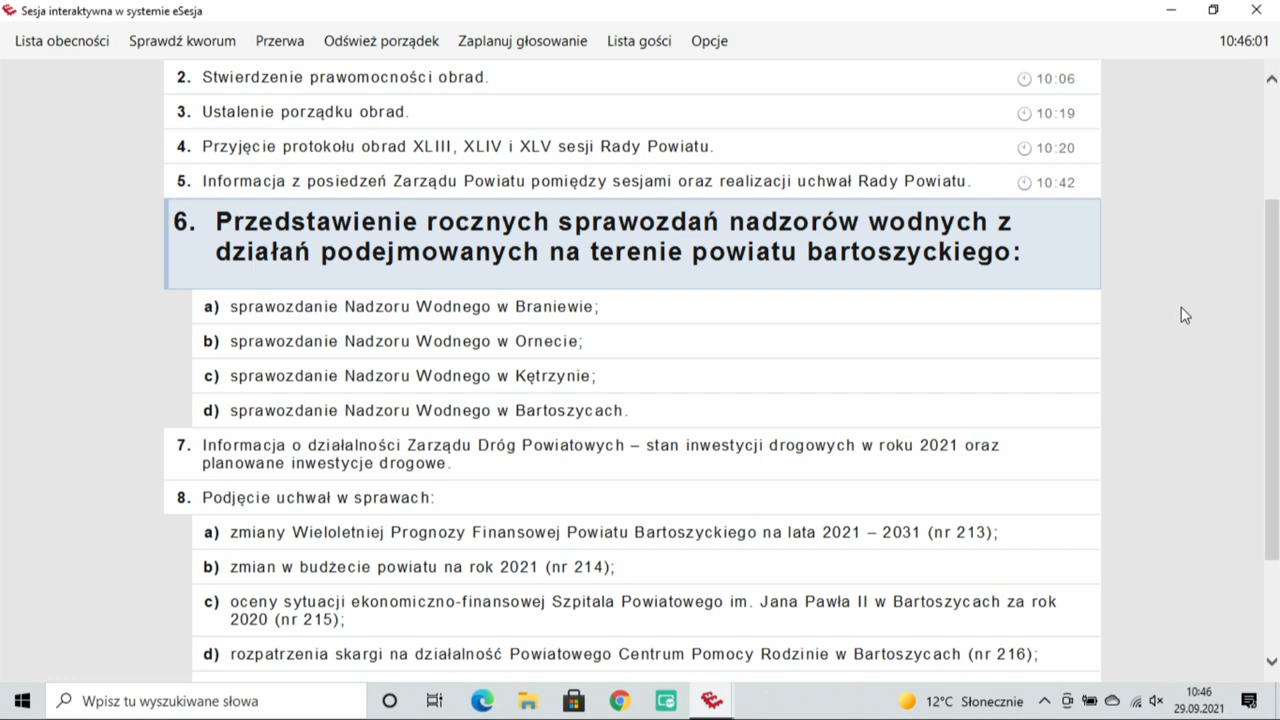 Sesja interaktywna w systemie eSesja
Lista obecności Sprawdź kworum Przerwa Odśwież porządek Zaplanuj głosowanie Lista gości Opcje 10:46:01
2. Stwierdzenie prawomocności obrad. 10:06
3. Ustalenie porządku obrad. 10:19
4. Przyjęcie protokołu obrad XLIII, XLIV i XLV sesji Rady Powiatu. 10:20
5. Informacja z posiedzeń Zarządu Powiatu pomiędzy sesjami oraz realizacji uchwał Rady Powiatu. 10:42
6. Przedstawienie rocznych sprawozdań nadzorów wodnych z
działań podejmowanych na terenie powiatu bartoszyckiego:
a) sprawozdanie Nadzoru Wodnego w Braniewie;
b) sprawozdanie Nadzoru Wodnego w Ornecie;
c) sprawozdanie Nadzoru Wodnego w Kętrzynie;
d) sprawozdanie Nadzoru Wodnego w Bartoszycach.
7. Informacja o działalności Zarządu Dróg Powiatowych – stan inwestycji drogowych w roku 2021 oraz
planowane inwestycje drogowe.
8. Podjęcie uchwał w sprawach:
a) zmiany Wieloletniej Prognozy Finansowej Powiatu Bartoszyckiego na lata 2021 – 2031 (nr 213);
b) zmian w budżecie powiatu na rok 2021 (nr 214);
c) oceny sytuacji ekonomiczno-finansowej Szpitala Powiatowego im. Jana Pawła II w Bartoszycach za rok
2020 (nr 215);
d) rozpatrzenia skargi na działalność Powiatowego Centrum Pomocy Rodzinie w Bartoszycach (nr 216);
Wpisz tu wyszukiwane słowa 12°C Słonecznie 10:46
29.09.2021